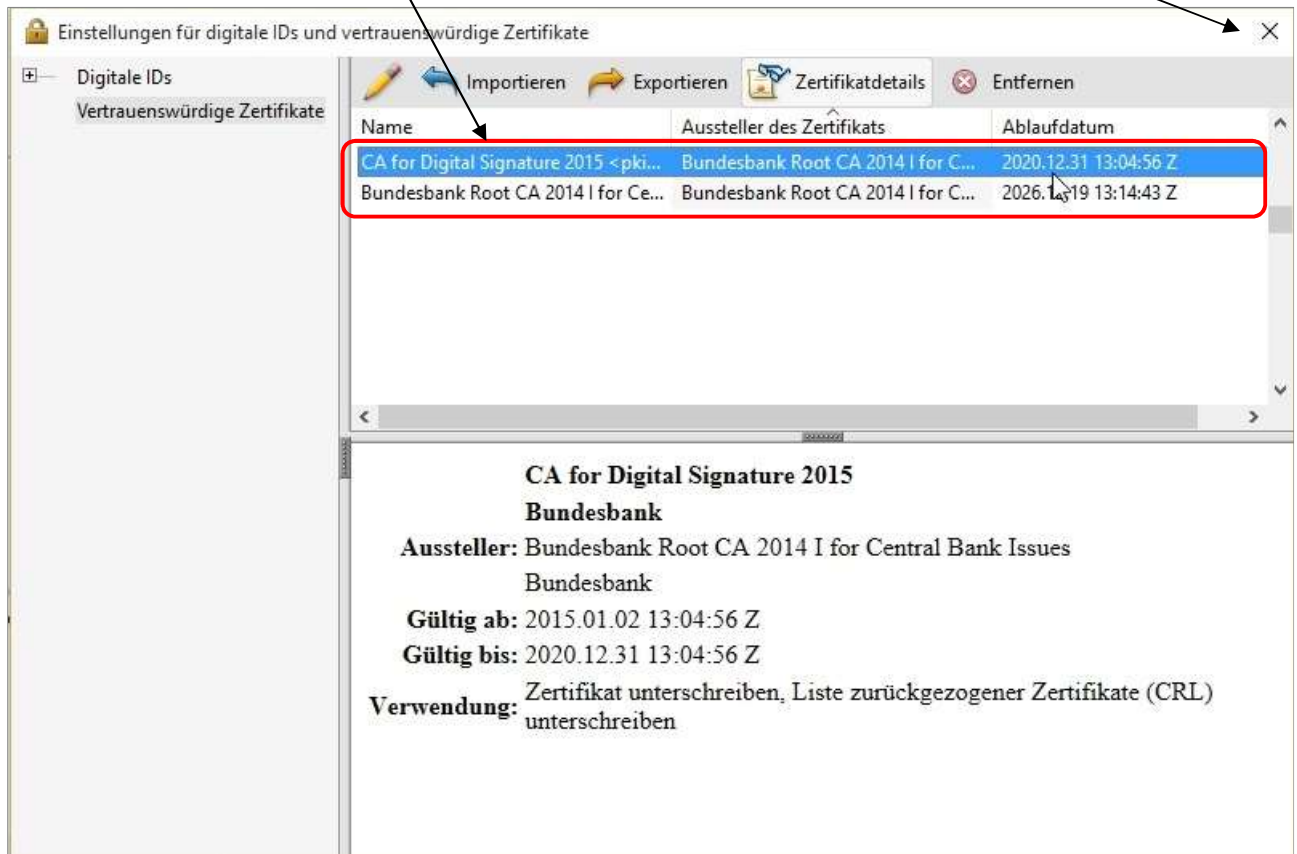 Einstellungen für digitale IDs und vertrauenswürdige Zertifikate
Digitale IDs
Vertrauenswürdige Zertifikate
Importieren Exportieren Zertifikatdetails Entfernen
Name Aussteller des Zertifikats Ablaufdatum
CA for Digital Signature 2015 <pki... Bundesbank Root CA 2014 I for C... 2020.12.31 13:04:56 Z
Bundesbank Root CA 2014 I for Ce... Bundesbank Root CA 2014 I for C... 13:14:43 Z
CA for Digital Signature 2015
Bundesbank
Aussteller: Bundesbank Root CA 2014 I for Central Bank Issues
Bundesbank
Gültig ab: 2015.01.02 13:04:56 Z
Gültig bis: 2020.12.31 13:04:56 Z
Verwendung: Zertifikat unterschreiben, Liste zurückgezogener Zertifikate (CRL)
unterschreiben